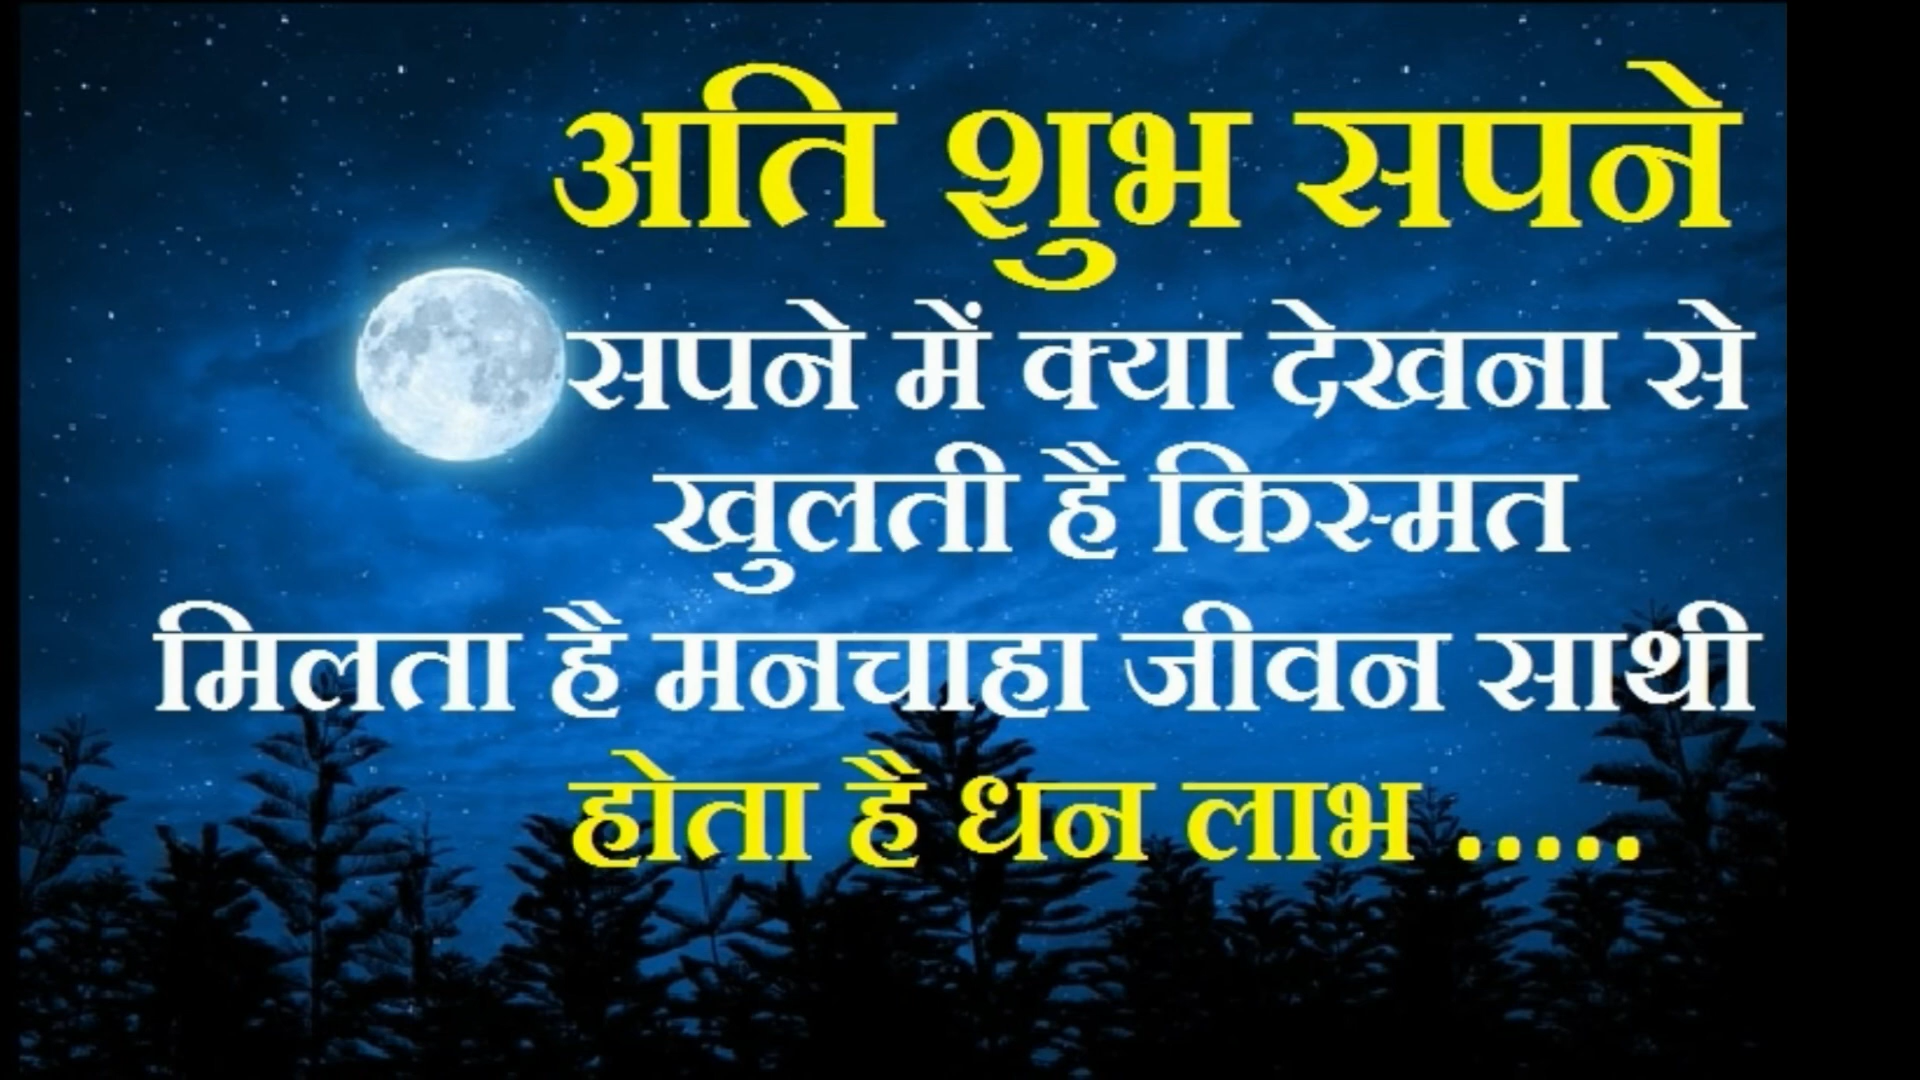 अति शुभ सपने
सपने में क्या देखना से
खुलती है किस्मत
मिलता है मनचाहा जीवन साथी
होता है धन लाभ .....